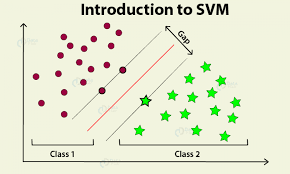 Introduction to SVM
Gap
Class 1
Class 2